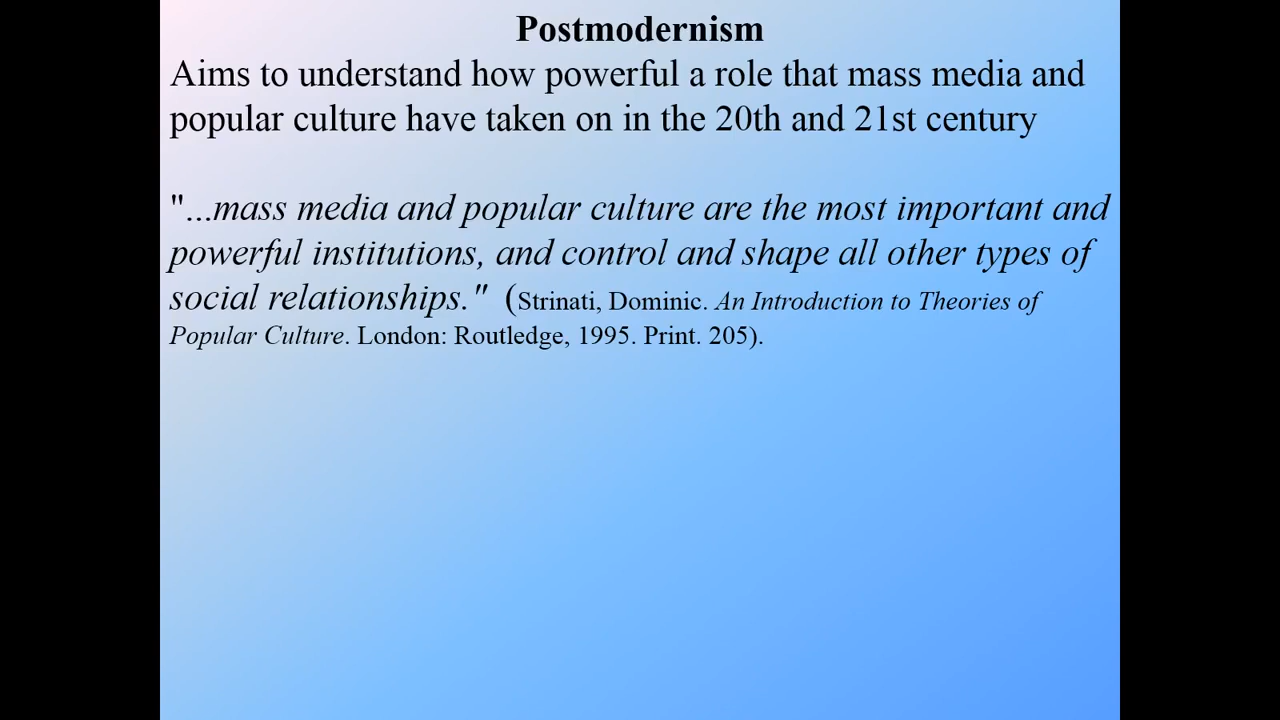 Postmodernism
Aims to understand how powerful a role that mass media and
popular culture have taken on in the 20th and 21st century
"...mass media and popular culture are the most important and
powerful institutions, and control and shape all other types of
social relationships." (Strinati, Dominic. An Introduction to Theories of
Popular Culture. London: Routledge, 1995. Print. 205).